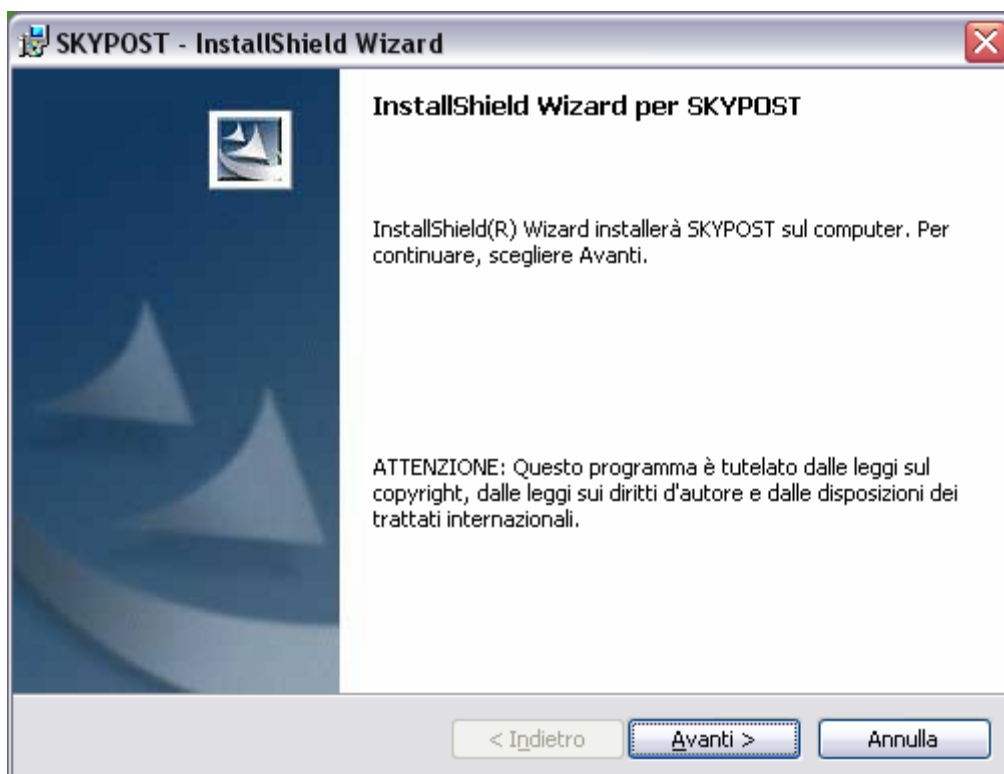 SKYPOST - InstallShield Wizard
InstallShield Wizard per SKYPOST
InstallShield(R) Wizard installerà SKYPOST sul computer. Per
continuare, scegliere Avanti.
ATTENZIONE: Questo programma è tutelato dalle leggi sul
copyright, dalle leggi sui diritti d'autore e dalle disposizioni dei
trattati internazionali.
< Indietro
Avanti >
Annulla